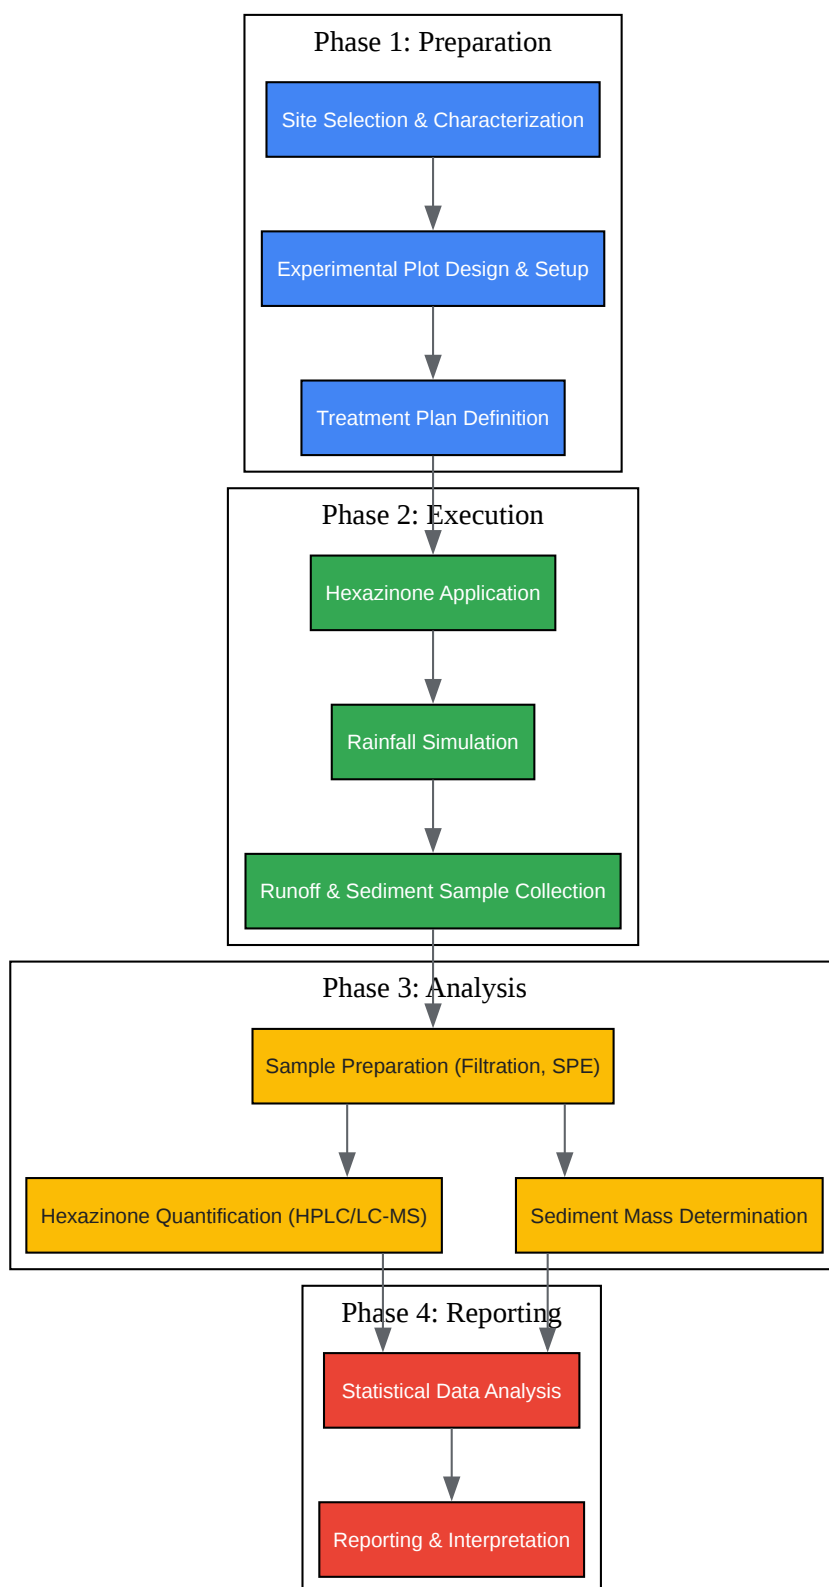 Phase 1: Preparation
Site Selection & Characterization
Experimental Plot Design & Setup
Treatment Plan Definition
Phase 2: Execution
Hexazinone Application
Rainfall Simulation
Runoff & Sediment Sample Collection
Phase 3: Analysis
Sample Preparation (Filtration, SPE)
Hexazinone Quantification (HPLC/LC-MS)
Sediment Mass Determination
Phase 4: Reporting
Statistical Data Analysis
Reporting & Interpretation